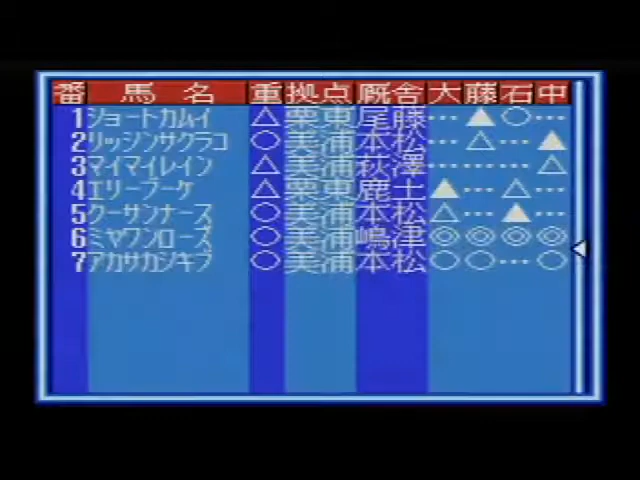 番 馬名 重 拠点 厩舎 大 藤 石 中
1 ショートカムイ △ 栗東 尾藤 … ▲ ○ …
2 リッジンサクラコ ○ 美浦 本松 … △ … ▲
3 マイマイレイン △ 美浦 萩澤 … … … △
4 エリーブーケ △ 栗東 鹿土 ▲ … △ …
5 クーサンナース ○ 美浦 本松 △ … ▲ …
6 ミヤワンローズ ○ 美浦 嶋津 ◎ ◎ ◎ ◎
7 アカサカシキブ ○ 美浦 本松 ○ ○ … ○